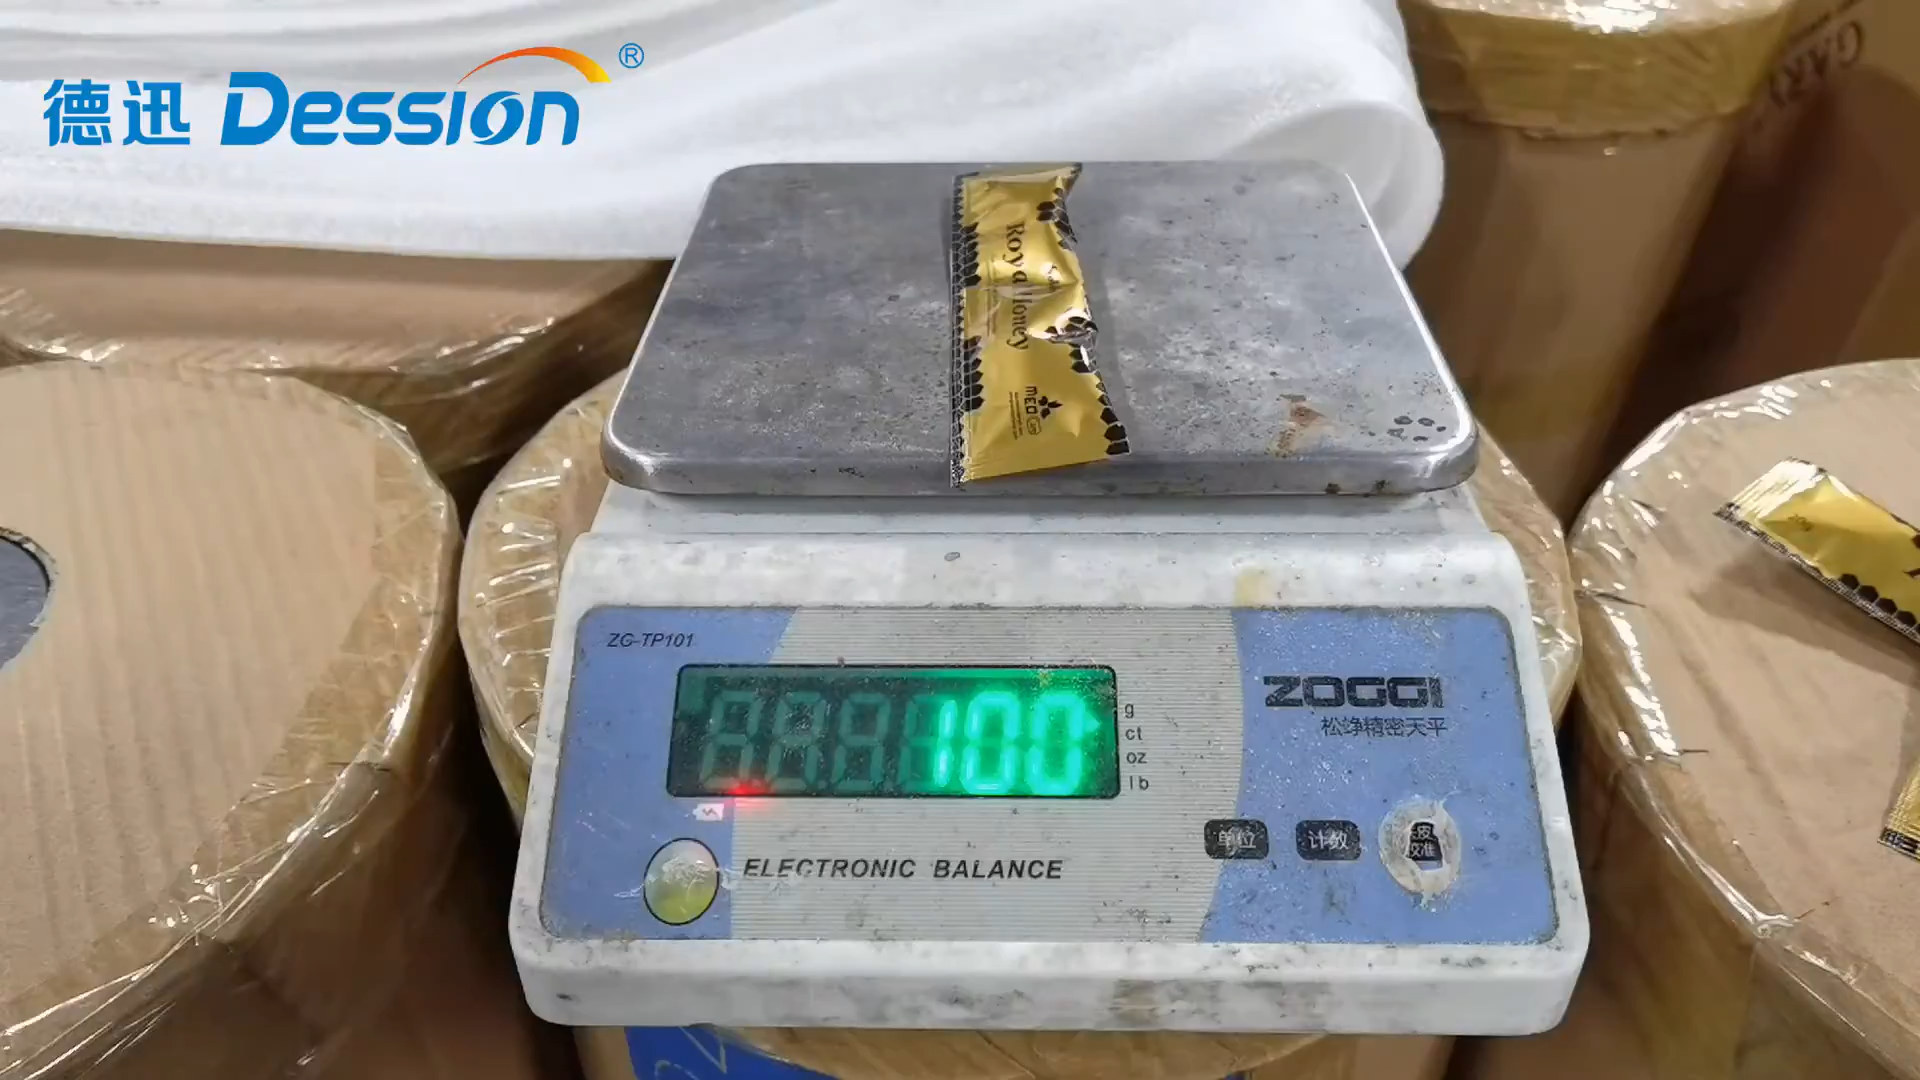 德迅 Dession®
Royal Honey
ZG-TP101
100
g
ct
oz
lb
ZOGGI
松竫精密天平
单位
计数
ELECTRONIC BALANCE